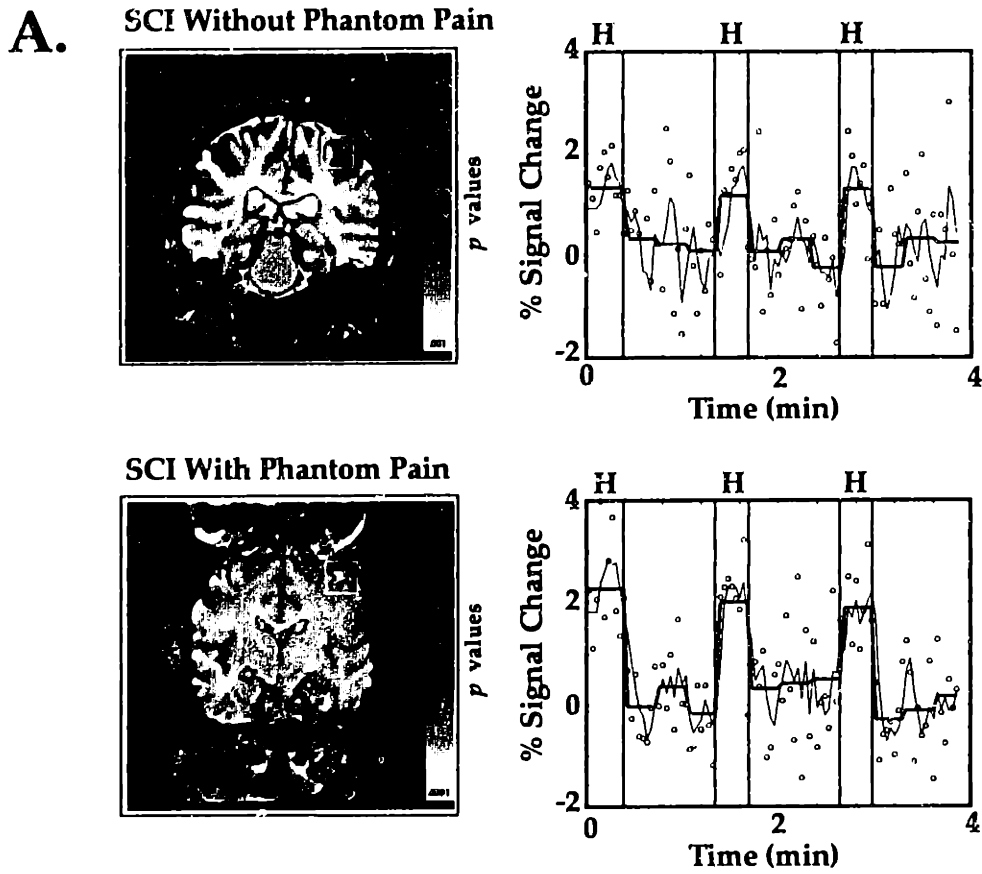 A.
SCI Without Phantom Pain
p values
H H H
% Signal Change
4
2
0
-2
0 2 4
Time (min)
SCI With Phantom Pain
p values
H H H
% Signal Change
4
2
0
-2
0 2 4
Time (min)